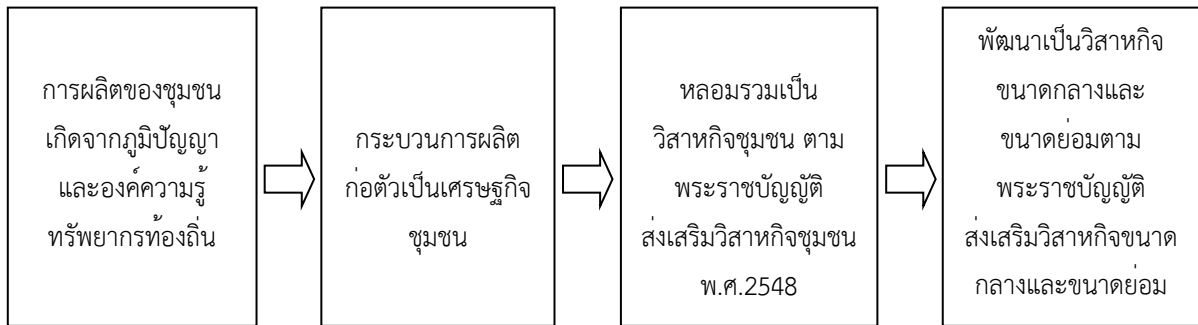 การผลิตของชุมชน
เกิดจากภูมิปัญญา
และองค์ความรู้
ทรัพยากรท้องถิ่น
กระบวนการผลิต
ก่อตัวเป็นเศรษฐกิจ
ชุมชน
หลอมรวมเป็น
วิสาหกิจชุมชน ตาม
พระราชบัญญัติ
ส่งเสริมวิสาหกิจชุมชน
พ.ศ.2548
พัฒนาเป็นวิสาหกิจ
ขนาดกลางและ
ขนาดย่อมตาม
พระราชบัญญัติ
ส่งเสริมวิสาหกิจขนาด
กลางและขนาดย่อม